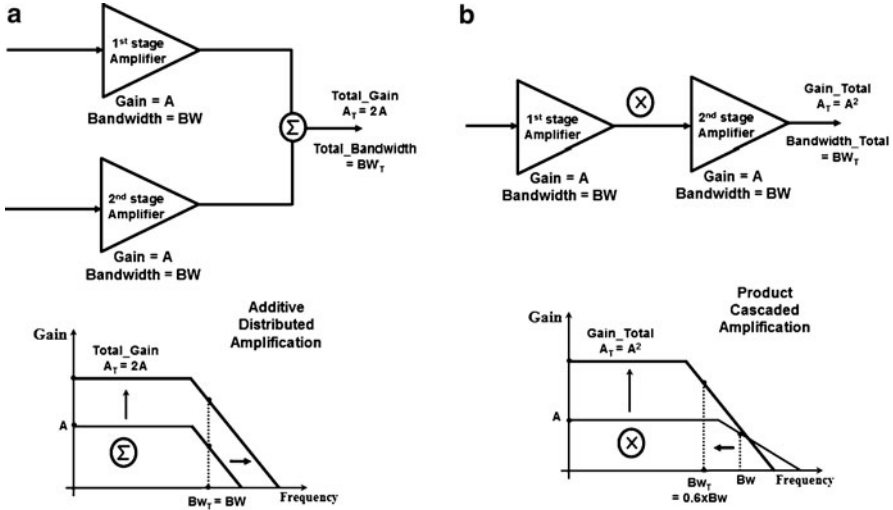 a
1st stage
Amplifier
Gain = A
Bandwidth = BW
2nd stage
Amplifier
Gain = A
Bandwidth = BW
Σ
Total_Gain
AT = 2A
Total_Bandwidth
= BWT
Additive
Distributed
Amplification
Gain
Total_Gain
AT = 2A
A
Σ
BwT = BW
Frequency
b
1st stage
Amplifier
Gain = A
Bandwidth = BW
×
2nd stage
Amplifier
Gain = A
Bandwidth = BW
Gain_Total
AT = A²
Bandwidth_Total
=BWT
Product
Cascaded
Amplification
Gain
Gain_Total
AT = A²
A
×
BwT
= 0.6xBw
Bw
Frequency